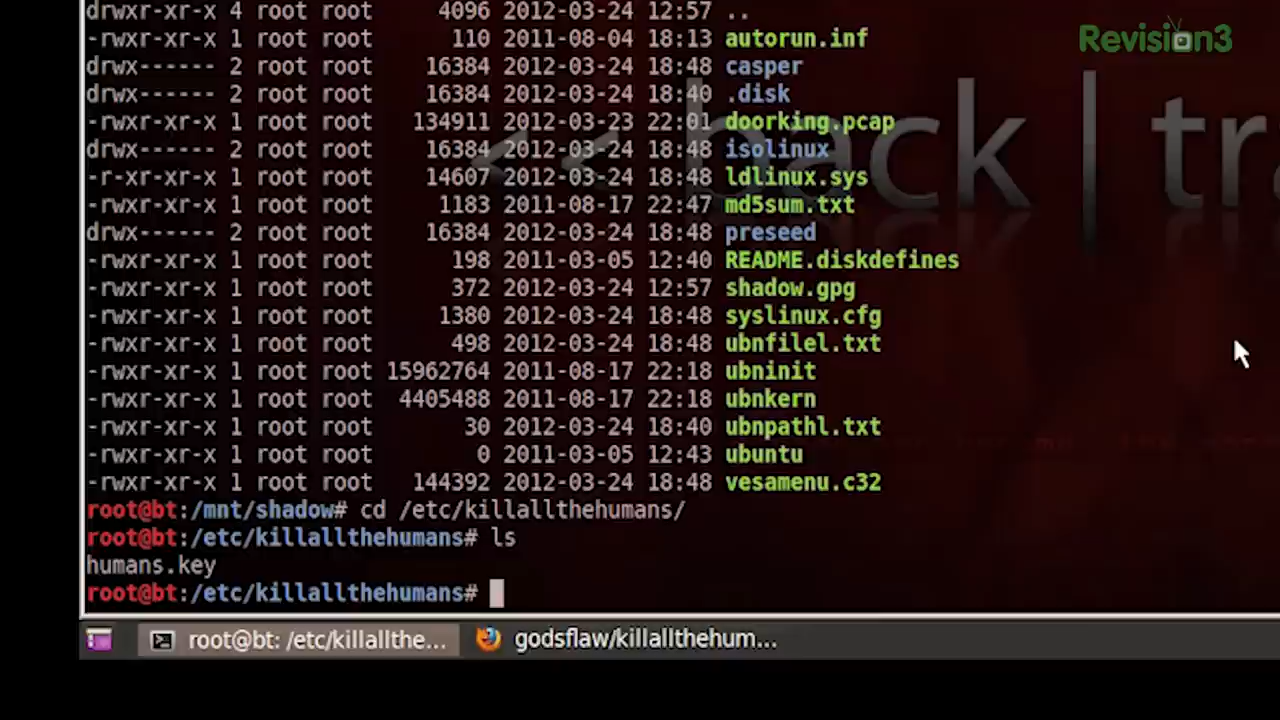 drwxr-xr-x 4 root root 4096 2012-03-24 12:57 ..
-rwxr-xr-x 1 root root 110 2011-08-04 18:13 autorun.inf
drwx------ 2 root root 16384 2012-03-24 18:48 casper
drwx------ 2 root root 16384 2012-03-24 18:40 .disk
-rwxr-xr-x 1 root root 134911 2012-03-23 22:01 doorking.pcap
drwx------ 2 root root 16384 2012-03-24 18:48 isolinux
-r-xr-xr-x 1 root root 14607 2012-03-24 18:48 ldlinux.sys
-rwxr-xr-x 1 root root 1183 2011-08-17 22:47 md5sum.txt
drwx------ 2 root root 16384 2012-03-24 18:48 preseed
-rwxr-xr-x 1 root root 198 2011-03-05 12:40 README.diskdefines
-rwxr-xr-x 1 root root 372 2012-03-24 12:57 shadow.gpg
-rwxr-xr-x 1 root root 1380 2012-03-24 18:48 syslinux.cfg
-rwxr-xr-x 1 root root 498 2012-03-24 18:48 ubnfilel.txt
-rwxr-xr-x 1 root root 15962764 2011-08-17 22:18 ubninit
-rwxr-xr-x 1 root root 4405488 2011-08-17 22:18 ubnkern
-rwxr-xr-x 1 root root 30 2012-03-24 18:40 ubnpathl.txt
-rwxr-xr-x 1 root root 0 2011-03-05 12:43 ubuntu
-rwxr-xr-x 1 root root 144392 2012-03-24 18:48 vesamenu.c32
root@bt:/mnt/shadow# cd /etc/killallthehumans/
root@bt:/etc/killallthehumans# ls
humans.key
root@bt:/etc/killallthehumans#
Revision3
<< back | tr
root@bt: /etc/killallthe...
godsflaw/killallthehum...